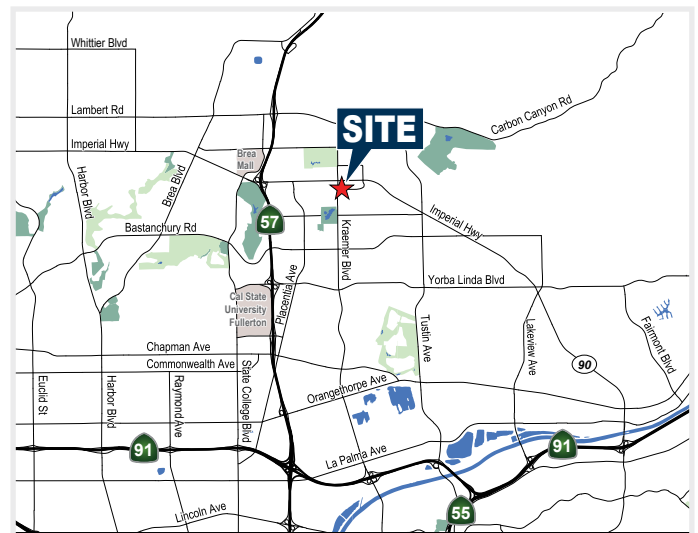 Whittier Blvd
Lambert Rd
Carbon Canyon Rd
SITE
Imperial Hwy
Brea
Mall
Harbor Blvd
Brea Blvd
57
Imperial Hwy
Bastanchury Rd
Kraemer Blvd
Placentia Ave
Yorba Linda Blvd
Cal State
University
Fullerton
Tustin Ave
Lakeview Ave
Fairmont Blvd
Chapman Ave
Commonwealth Ave
90
Orangethorpe Ave
Euclid St
Harbor Blvd
Raymond Ave
State College Blvd
91
La Palma Ave
91
Lincoln Ave
55